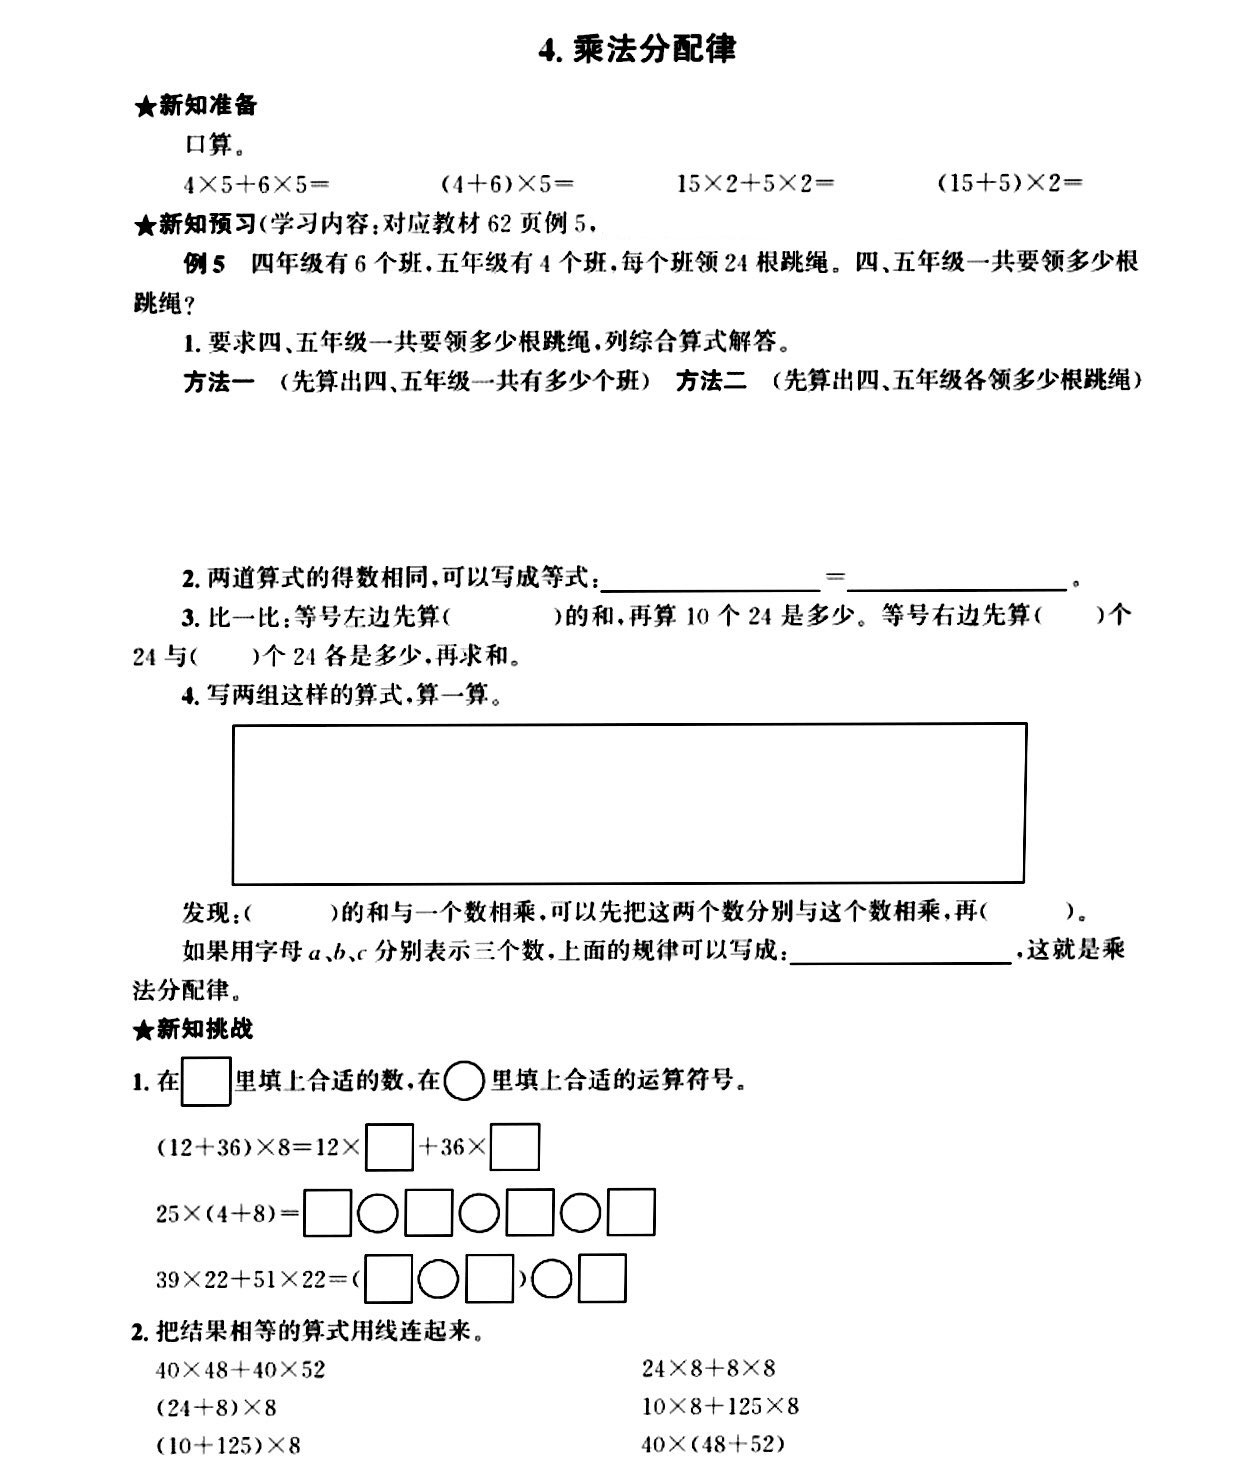 4. 乘法分配律
★新知准备
口算。
4×5+6×5= (4+6)×5= 15×2+5×2= (15+5)×2=
★新知预习(学习内容:对应教材 62 页例 5,
例 5 四年级有 6 个班,五年级有 4 个班,每个班领 24 根跳绳。四、五年级一共要领多少根
跳绳?
1. 要求四、五年级一共要领多少根跳绳,列综合算式解答。
方法一 (先算出四、五年级一共有多少个班) 方法二 (先算出四、五年级各领多少根跳绳)
2. 两道算式的得数相同,可以写成等式:__________=__________。
3. 比一比:等号左边先算( )的和,再算 10 个 24 是多少。等号右边先算( )个
24 与( )个 24 各是多少,再求和。
4. 写两组这样的算式,算一算。
发现:( )的和与一个数相乘,可以先把这两个数分别与这个数相乘,再( )。
如果用字母 a、b、c 分别表示三个数,上面的规律可以写成:__________,这就是乘
法分配律。
★新知挑战
1. 在□里填上合适的数,在○里填上合适的运算符号。
(12+36)×8=12×□+36×□
25×(4+8)=□○□○□○□
39×22+51×22=(□○□)○□
2. 把结果相等的算式用线连起来。
40×48+40×52 24×8+8×8
(24+8)×8 10×8+125×8
(10+125)×8 40×(48+52)